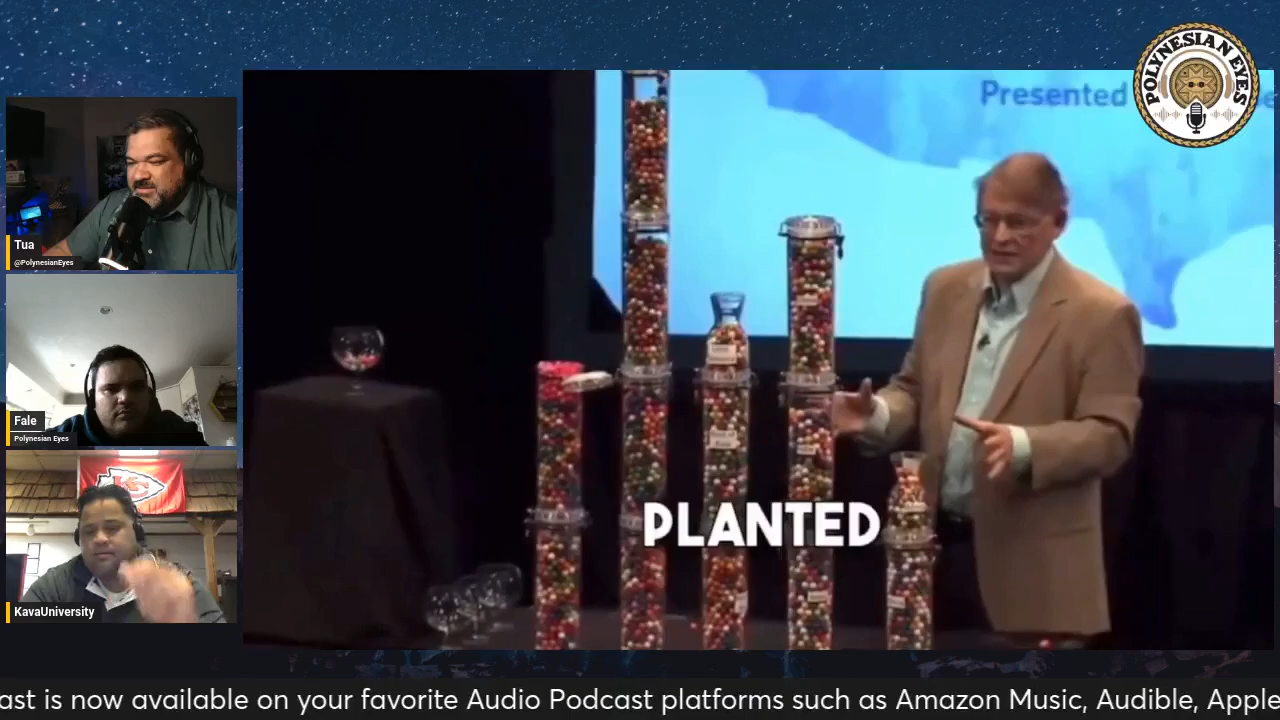 POLYNESIAN EYES
Presented
Tua
@PolynesianEyes
Fale
Polynesian Eyes
KC
KavaUniversity
PLANTED
ast is now available on your favorite Audio Podcast platforms such as Amazon Music, Audible, Apple